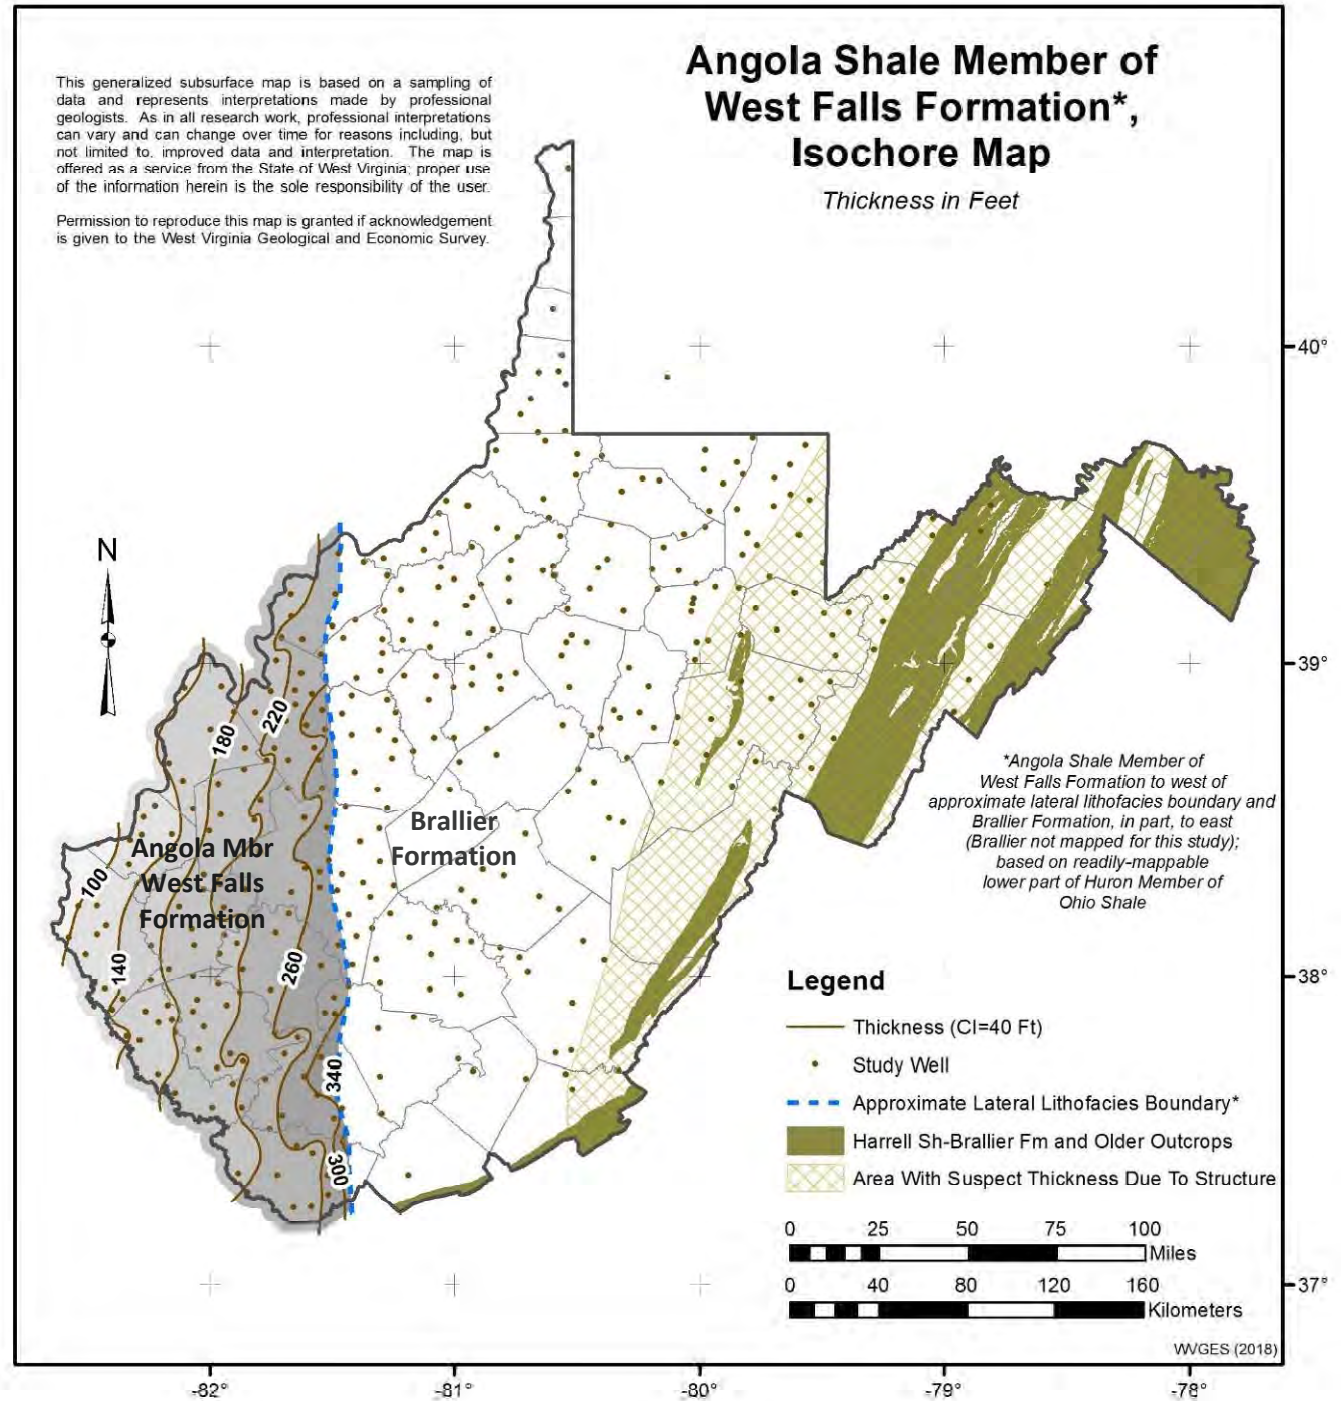 Angola Shale Member of
West Falls Formation*,
Isochore Map
Thickness in Feet
This generalized subsurface map is based on a sampling of
data and represents interpretations made by professional
geologists. As in all research work, professional interpretations
can vary and can change over time for reasons including, but
not limited to. improved data and interpretation. The map is
offered as a service from the State of West Virginia; proper use
of the information herein is the sole responsibility of the user.
Permission to reproduce this map is granted if acknowledgement
is given to the West Virginia Geological and Economic Survey.
40°
N
39°
220
180
*Angola Shale Member of
West Falls Formation to west of
approximate lateral lithofacies boundary and
Brallier Formation, in part, to east
(Brallier not mapped for this study);
based on readily-mappable
lower part of Huron Member of
Ohio Shale
Brallier
Formation
Angola Mbr
West Falls
Formation
100
140
260
38°
340
300
Legend
Thickness (CI=40 Ft)
Study Well
Approximate Lateral Lithofacies Boundary*
Harrell Sh-Brallier Fm and Older Outcrops
Area With Suspect Thickness Due To Structure
0 25 50 75 100
Miles
0 40 80 120 160
Kilometers
37°
WVGES (2018)
-82° -81° -80° -79° -78°